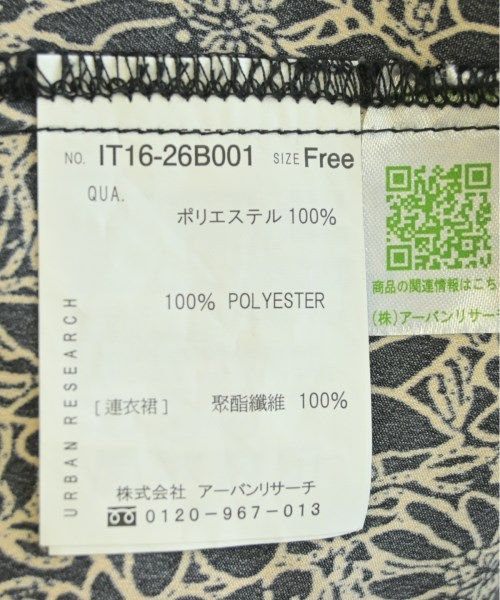 NO. IT16-26B001 SIZE Free
QUA.
ポリエステル 100%
100% POLYESTER
[連衣裙] 聚酯纖維 100%
URBAN RESEARCH
株式会社 アーバンリサーチ
0120-967-013
商品の関連情報はこち
(株)アーバンリサー